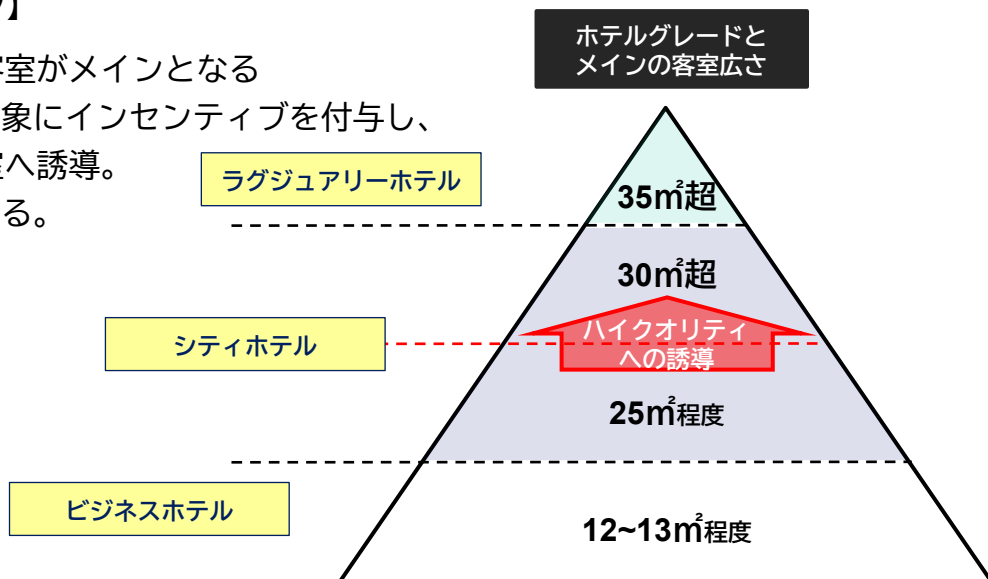 】
客室がメインとなる
象にインセンティブを付与し、
へ誘導。
る。
ホテルグレードと
メインの客室広さ
ラグジュアリーホテル
35㎡超
30㎡超
シティホテル
ハイクオリティ
への誘導
25㎡程度
ビジネスホテル
12~13㎡程度